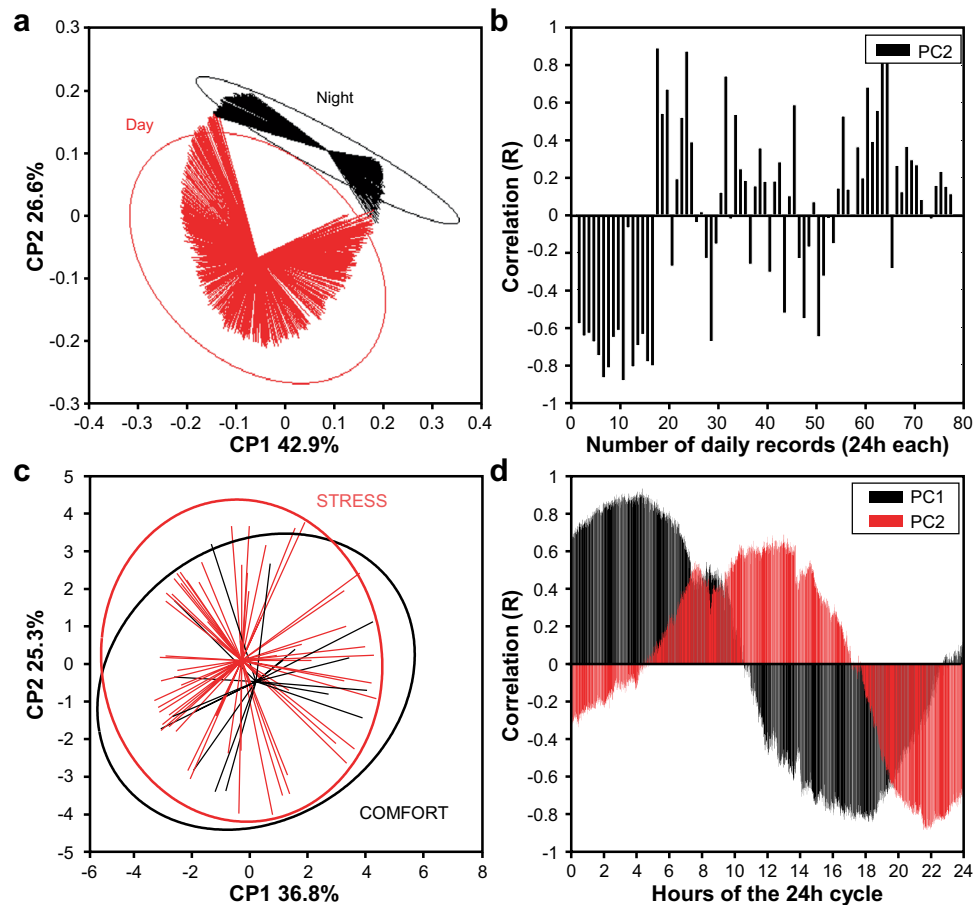 a
0.3
0.2
0.1
0
-0.1
-0.2
-0.3
CP2 26.6%
Night
Day
-0.4 -0.3 -0.2 -0.1 0 0.1 0.2 0.3 0.4
CP1 42.9%
b
1
0.8
0.6
0.4
0.2
0
-0.2
-0.4
-0.6
-0.8
-1
Correlation (R)
PC2
0 10 20 30 40 50 60 70 80
Number of daily records (24h each)
c
5
4
3
2
1
0
-1
-2
-3
-4
-5
CP2 25.3%
STRESS
COMFORT
-6 -4 -2 0 2 4 6 8
CP1 36.8%
d
1
0.8
0.6
0.4
0.2
0
-0.2
-0.4
-0.6
-0.8
-1
Correlation (R)
PC1
PC2
0 2 4 6 8 10 12 14 16 18 20 22 24
Hours of the 24h cycle